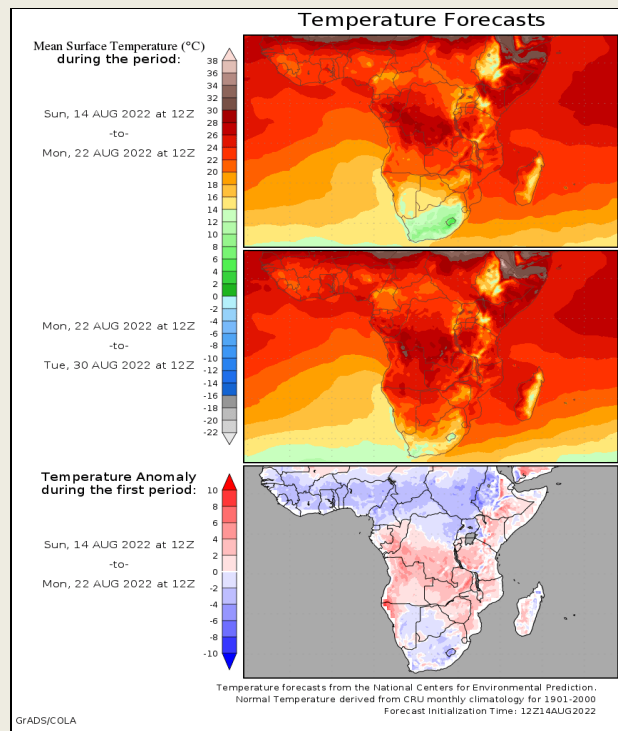 Temperature Forecasts
Mean Surface Temperature (°C)
during the period:
Sun, 14 AUG 2022 at 12Z
-to-
Mon, 22 AUG 2022 at 12Z
38
36
34
32
30
28
26
24
22
20
18
16
14
12
10
8
6
4
2
0
-2
-4
-6
-8
-10
-12
-14
-16
-18
-20
-22
Mon, 22 AUG 2022 at 12Z
-to-
Tue, 30 AUG 2022 at 12Z
Temperature Anomaly
during the first period:
Sun, 14 AUG 2022 at 12Z
-to-
Mon, 22 AUG 2022 at 12Z
10
8
6
4
2
0
-2
-4
-6
-8
-10
Temperature forecasts from the National Centers for Environmental Prediction.
Normal Temperature derived from CRU monthly climatology for 1901-2000
Forecast Initialization Time: 12Z14AUG2022
GrADS/COLA